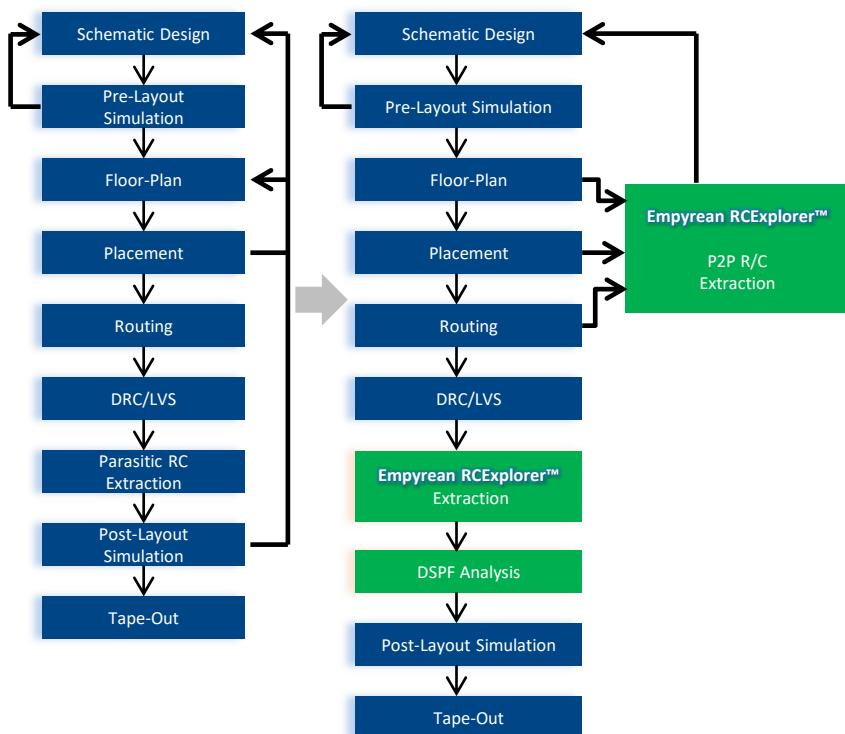 Schematic Design
Pre-Layout
Simulation
Floor-Plan
Placement
Routing
DRC/LVS
Parasitic RC
Extraction
Post-Layout
Simulation
Tape-Out
Schematic Design
Pre-Layout Simulation
Floor-Plan
Placement
Routing
DRC/LVS
Empyrean RCExplorer™
Extraction
DSPF Analysis
Post-Layout Simulation
Tape-Out
Empyrean RCExplorer™
P2P R/C
Extraction